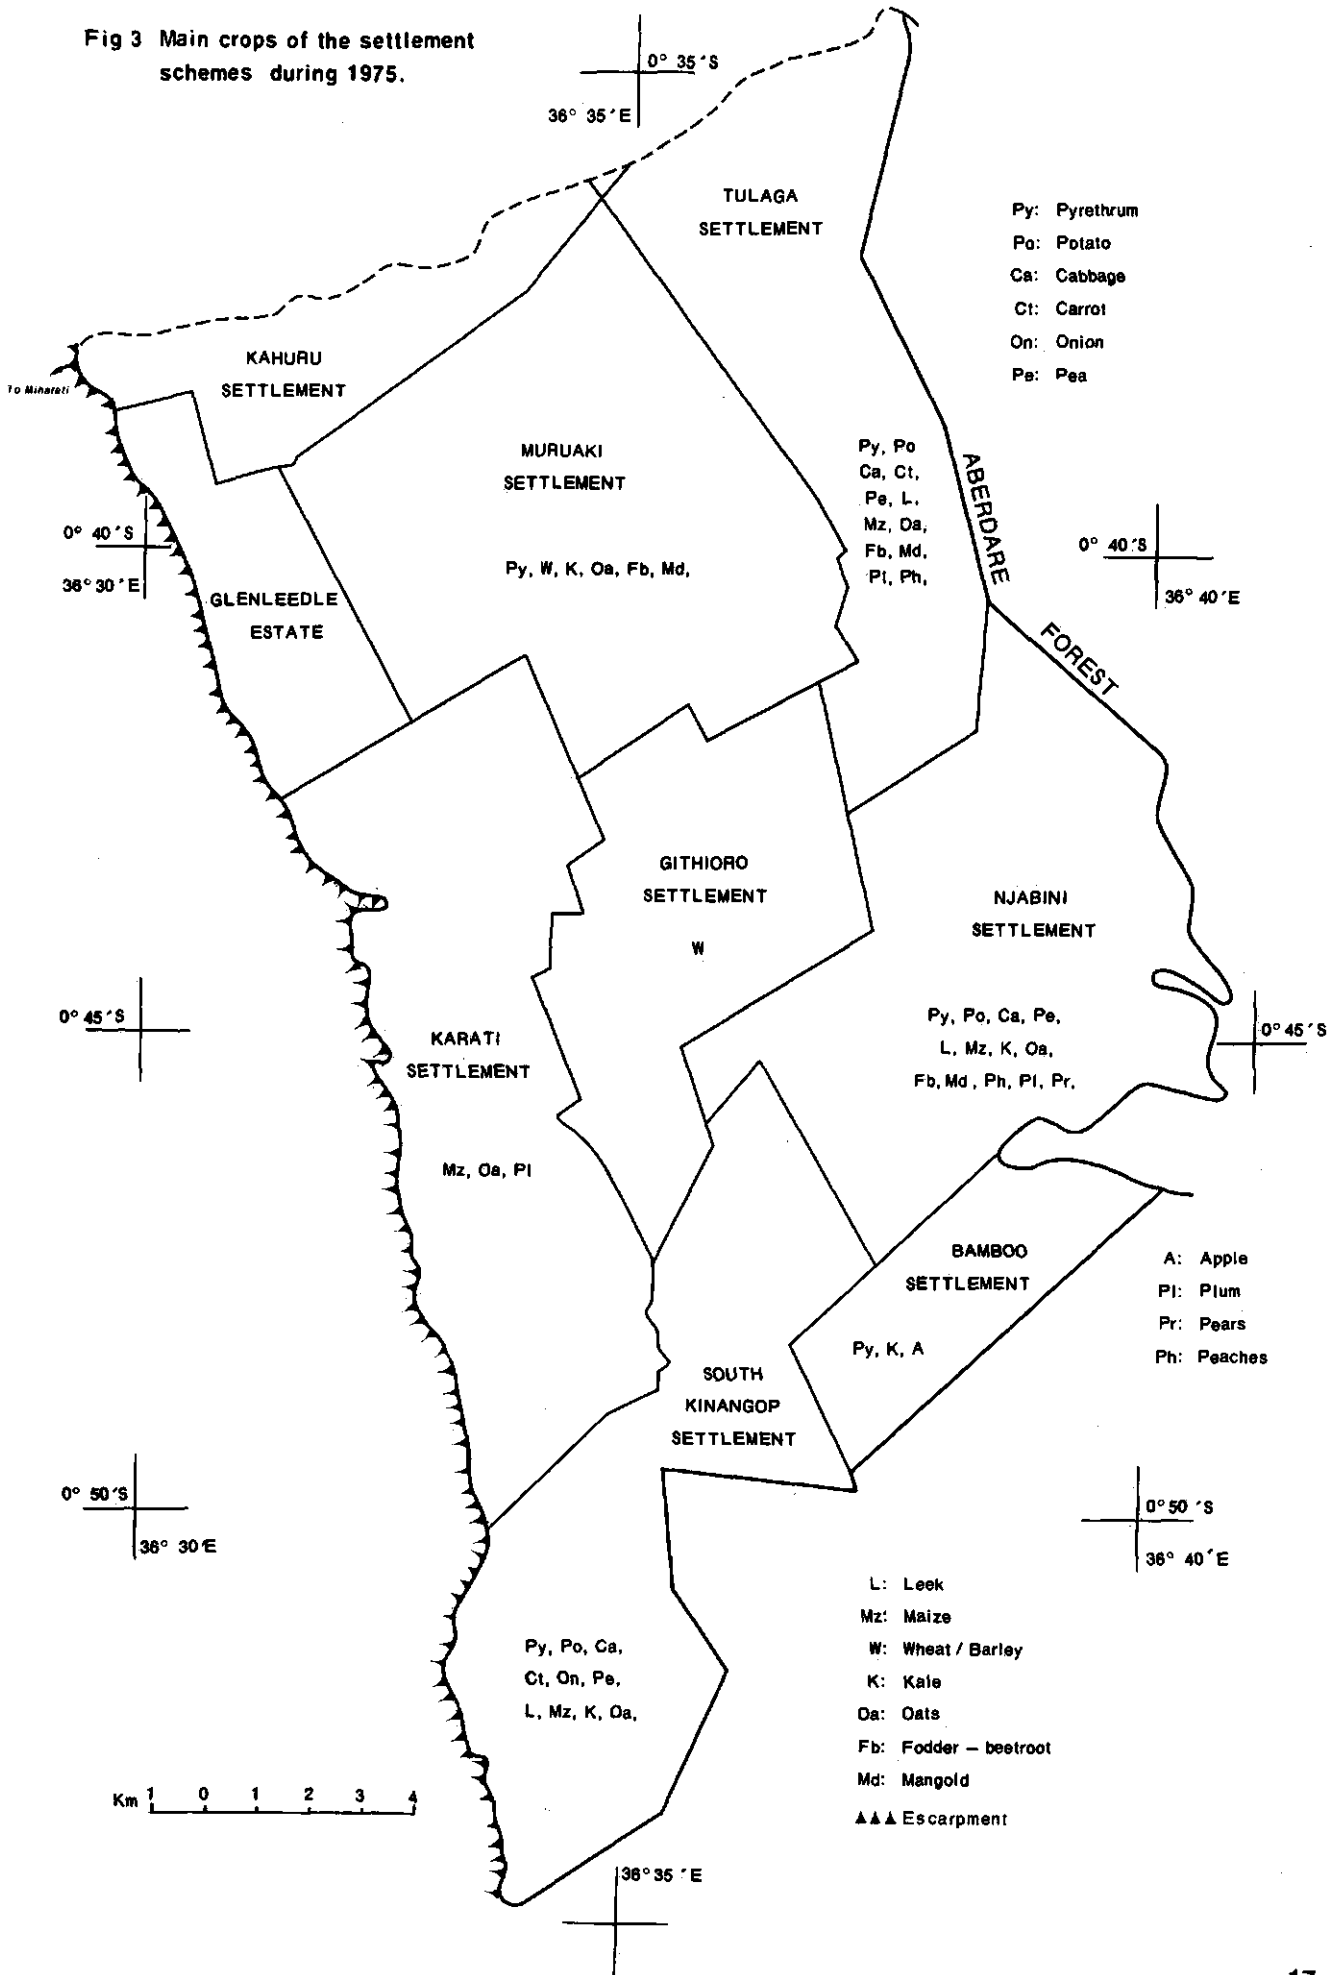 Fig 3 Main crops of the settlement
schemes during 1975.
0° 35´S
36° 35´E
TULAGA
SETTLEMENT
Py: Pyrethrum
Po: Potato
Ca: Cabbage
Ct: Carrot
On: Onion
Pe: Pea
KAHURU
SETTLEMENT
To Miharati
MURUAKI
SETTLEMENT
Py, W, K, Oa, Fb, Md,
Py, Po
Ca, Ct,
Pe, L,
Mz, Oa,
Fb, Md,
Pl, Ph,
ABERDARE
FOREST
0° 40´S
36° 30´E
0° 40´S
36° 40´E
GLENLEEDLE
ESTATE
GITHIORO
SETTLEMENT
W
NJABINI
SETTLEMENT
Py, Po, Ca, Pe,
L, Mz, K, Oa,
Fb, Md, Ph, Pl, Pr,
0° 45´S
0° 45´S
KARATI
SETTLEMENT
Mz, Oa, Pl
BAMBOO
SETTLEMENT
Py, K, A
A: Apple
Pl: Plum
Pr: Pears
Ph: Peaches
SOUTH
KINANGOP
SETTLEMENT
0° 50´S
36° 30´E
0° 50´S
36° 40´E
Py, Po, Ca,
Ct, On, Pe,
L, Mz, K, Oa,
L: Leek
Mz: Maize
W: Wheat / Barley
K: Kale
Oa: Oats
Fb: Fodder – beetroot
Md: Mangold
Escarpment
Km 1 0 1 2 3 4
36° 35´E